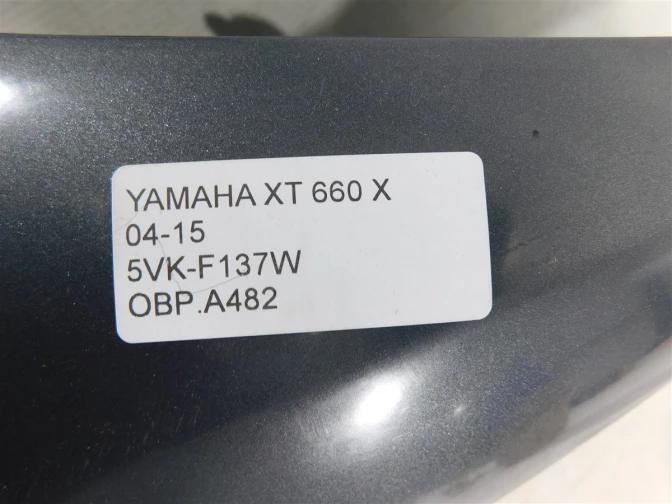 YAMAHA XT 660 X
04-15
5VK-F137W
OBP.A482